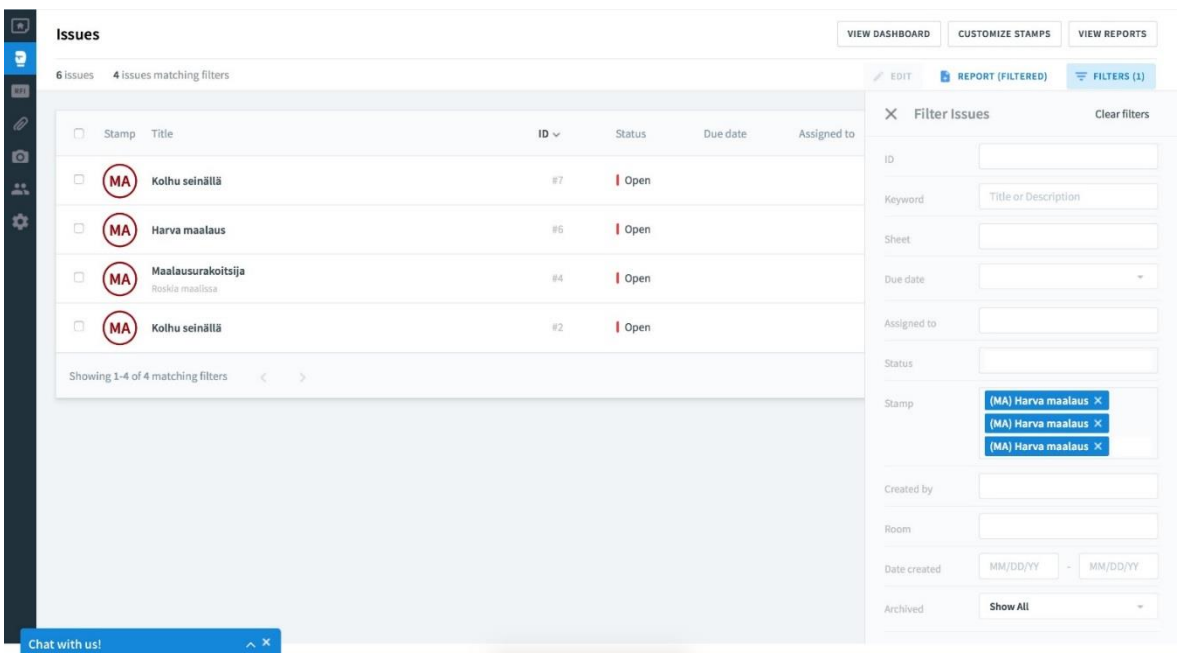 Issues
VIEW DASHBOARD CUSTOMIZE STAMPS VIEW REPORTS
6 issues 4 issues matching filters
EDIT REPORT (FILTERED) FILTERS (1)
RFI
Stamp Title ID Status Due date Assigned to
MA Kolhu seinällä #7 Open
MA Harva maalaus #6 Open
MA Maalausurakoitsija #4 Open
Roskia maalissa
MA Kolhu seinällä #2 Open
Showing 1-4 of 4 matching filters
Filter Issues Clear filters
ID
Keyword Title or Description
Sheet
Due date
Assigned to
Status
Stamp (MA) Harva maalaus
(MA) Harva maalaus
(MA) Harva maalaus
Created by
Room
Date created MM/DD/YY - MM/DD/YY
Archived Show All
Chat with us!